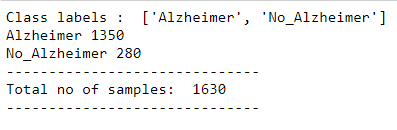 Class labels :  ['Alzheimer', 'No_Alzheimer']
Alzheimer 1350
No_Alzheimer 280
------------------------------
Total no of samples:  1630
------------------------------